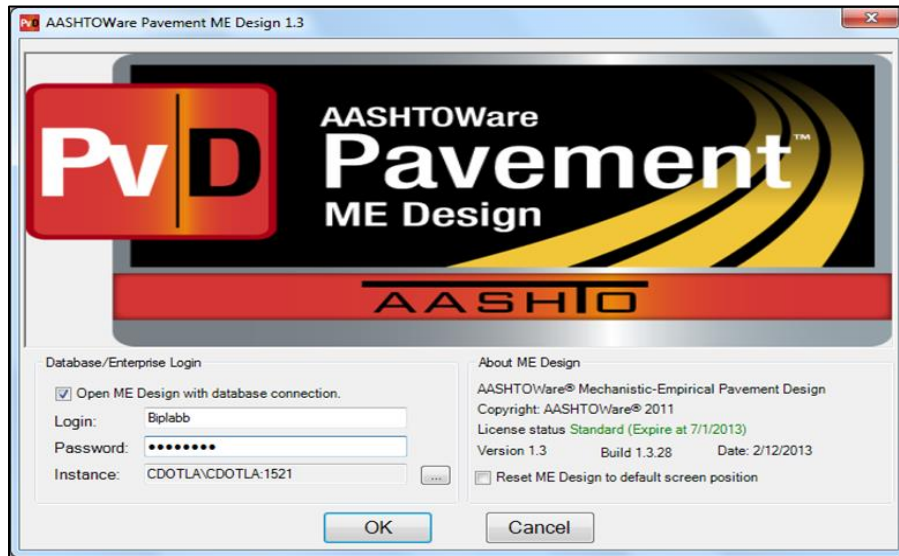 AASHTOWare Pavement ME Design 1.3
PvD
AASHTOWare
Pavement™
ME Design
AASHTO
Database/Enterprise Login
Open ME Design with database connection.
Login: Biplabb
Password: ••••••••
Instance: CDOTLA\CDOTLA:1521 ...
About ME Design
AASHTOWare® Mechanistic-Empirical Pavement Design
Copyright: AASHTOWare® 2011
License status Standard (Expire at 7/1/2013)
Version 1.3 Build 1.3.28 Date: 2/12/2013
Reset ME Design to default screen position
OK Cancel